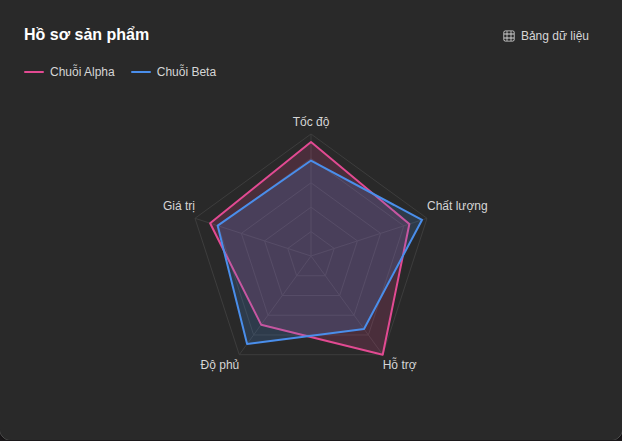 Hồ sơ sản phẩm
Bảng dữ liệu
Chuỗi Alpha
Chuỗi Beta
Tốc độ
Giá trị
Chất lượng
Độ phủ
Hỗ trợ